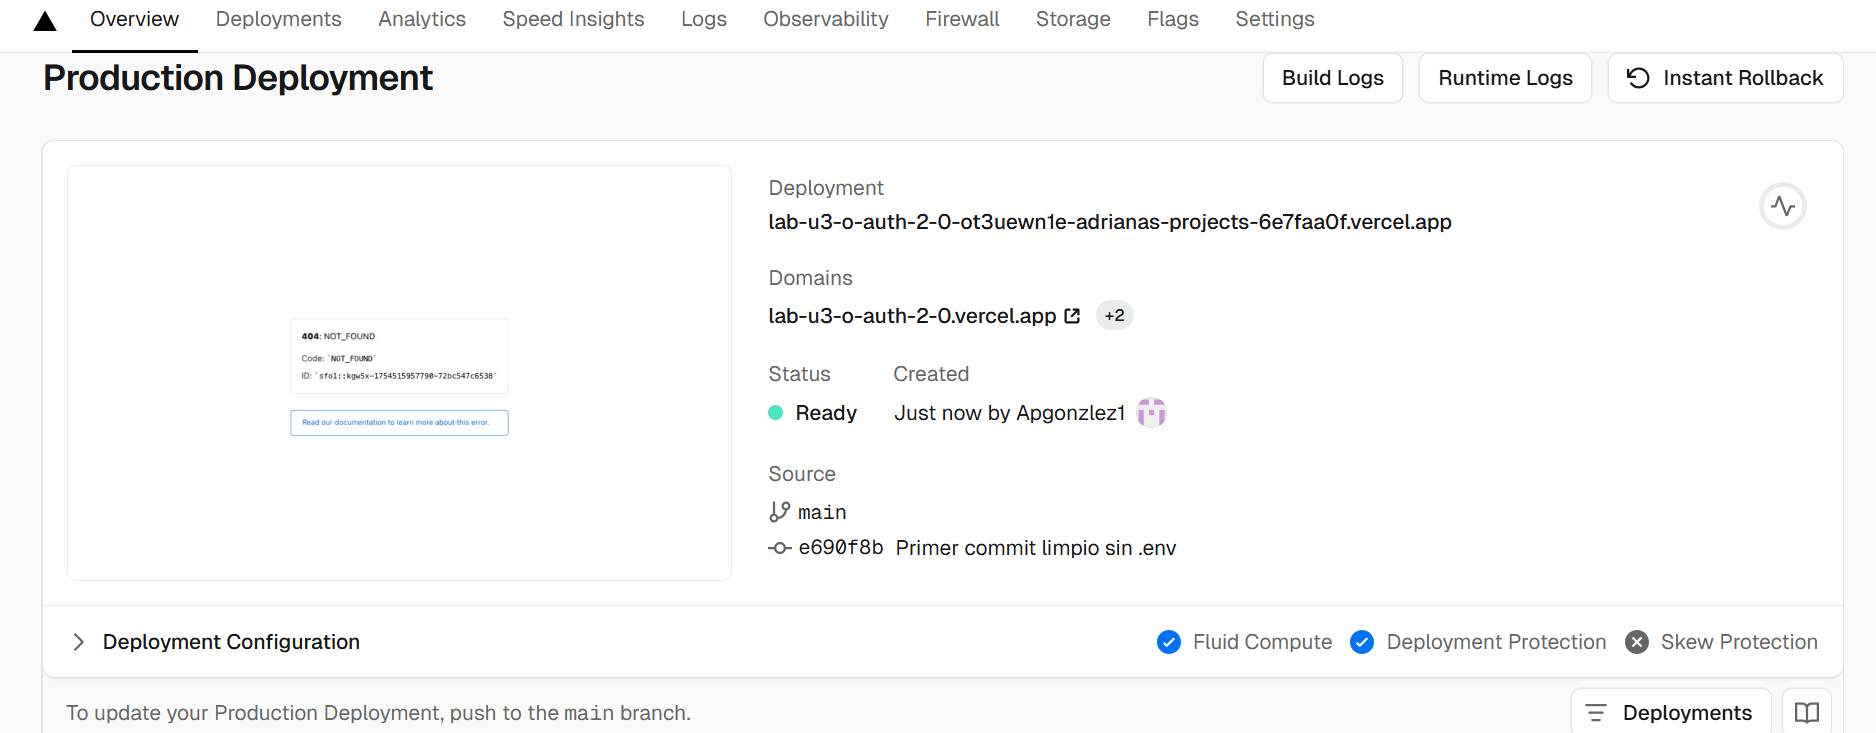 Overview Deployments Analytics Speed Insights Logs Observability Firewall Storage Flags Settings
Production Deployment
Build Logs
Runtime Logs
Instant Rollback
404: NOT_FOUND
Code: `NOT_FOUND`
ID: `sfo1::kgw5x-1754515957790-72bc547c6538`
Read our documentation to learn more about this error.
Deployment
lab-u3-o-auth-2-0-ot3uewn1e-adrianas-projects-6e7faa0f.vercel.app
Domains
lab-u3-o-auth-2-0.vercel.app +2
Status Created
Ready Just now by Apgonzlez1
Source
main
e690f8b Primer commit limpio sin .env
Deployment Configuration
Fluid Compute Deployment Protection Skew Protection
To update your Production Deployment, push to the main branch.
Deployments